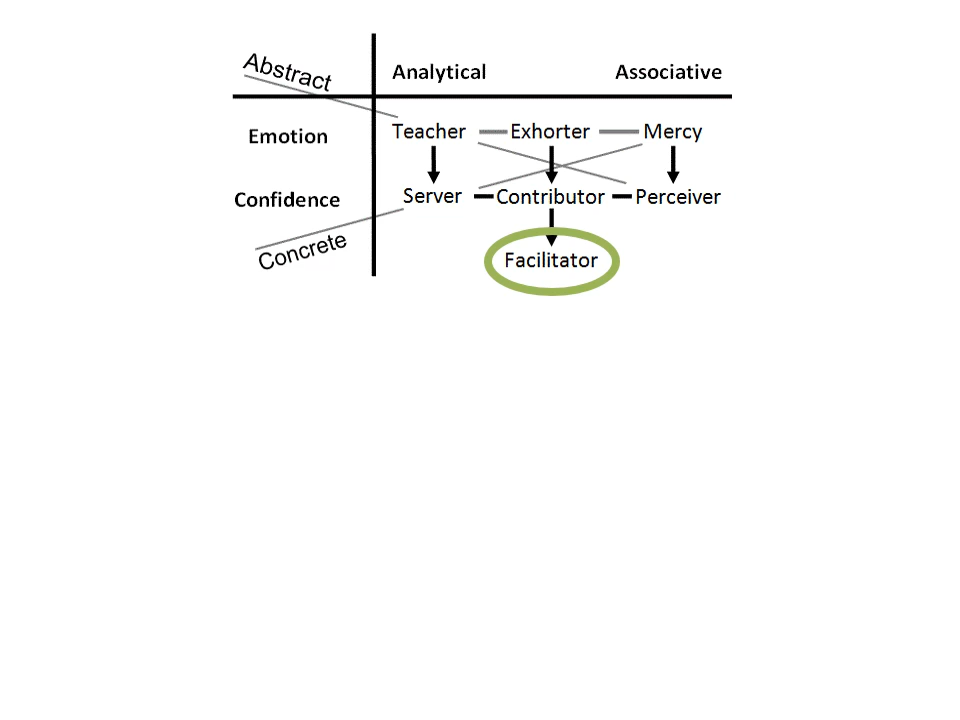 Abstract
Analytical Associative
Emotion Teacher Exhorter Mercy
Confidence Server Contributor Perceiver
Concrete
Facilitator